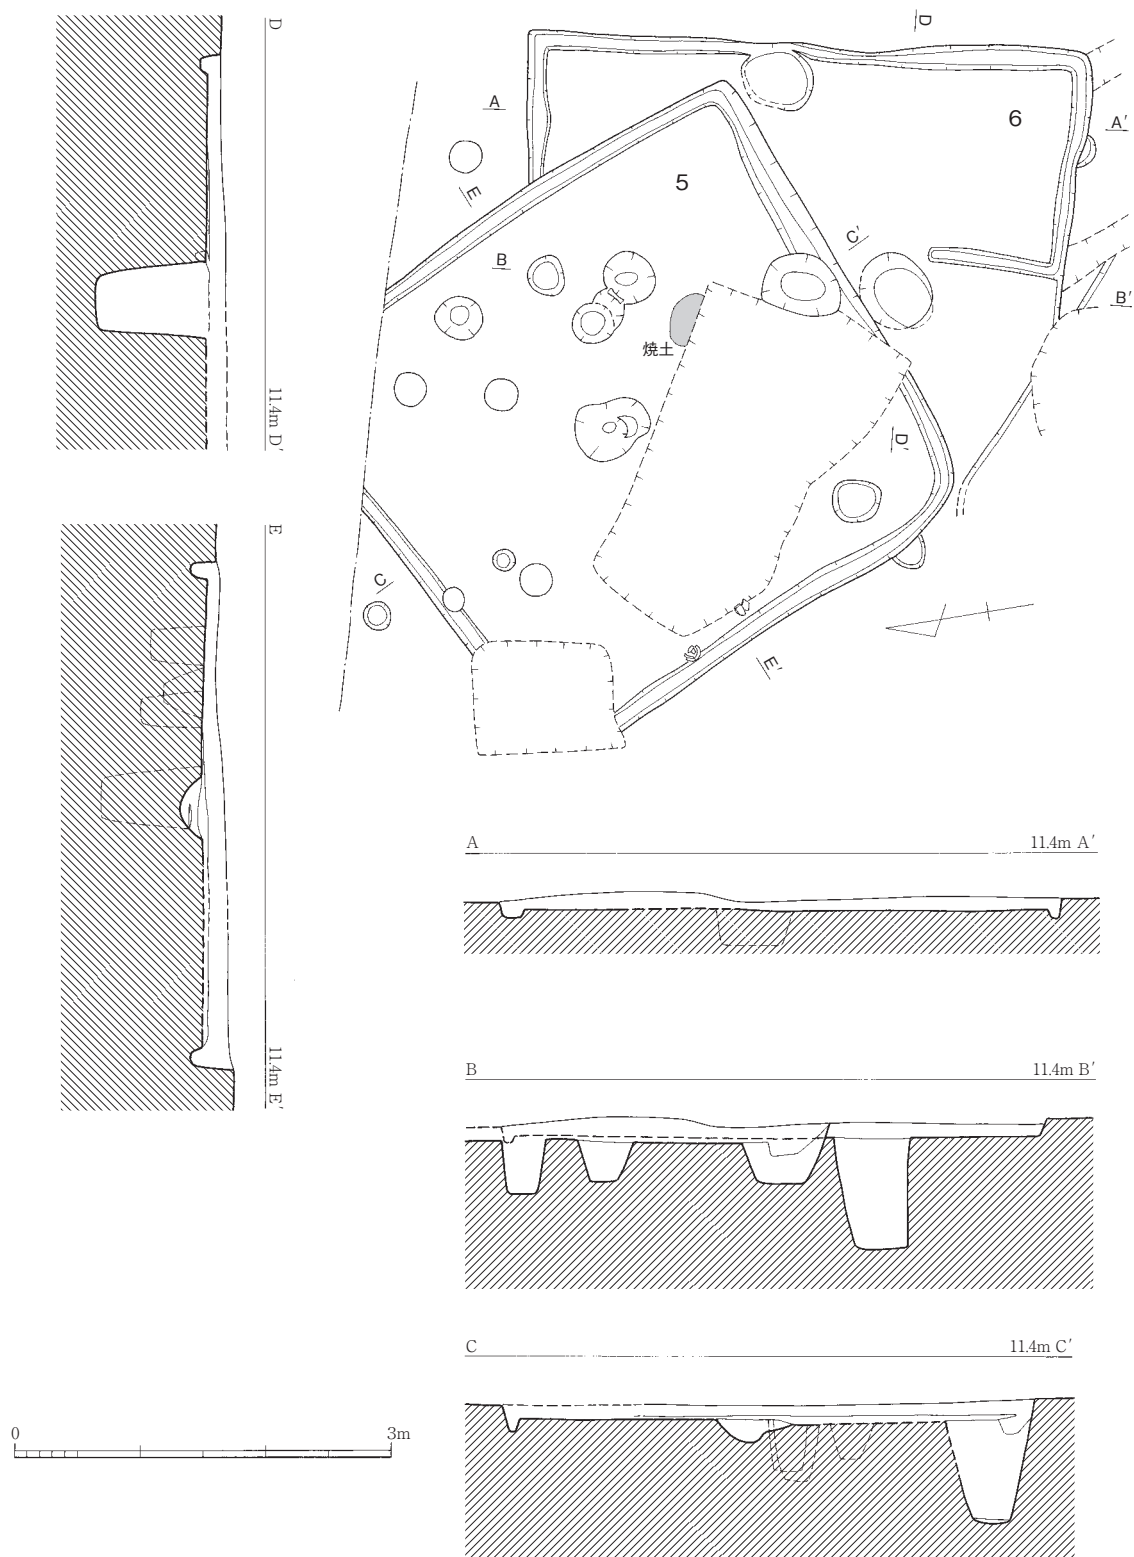 D
11.4m D′
E
11.4m E′
D
A
6
A′
E
5
C′
B
B′
焼土
D′
C
E′
A
11.4m A′
B
11.4m B′
C
11.4m C′
0
3m